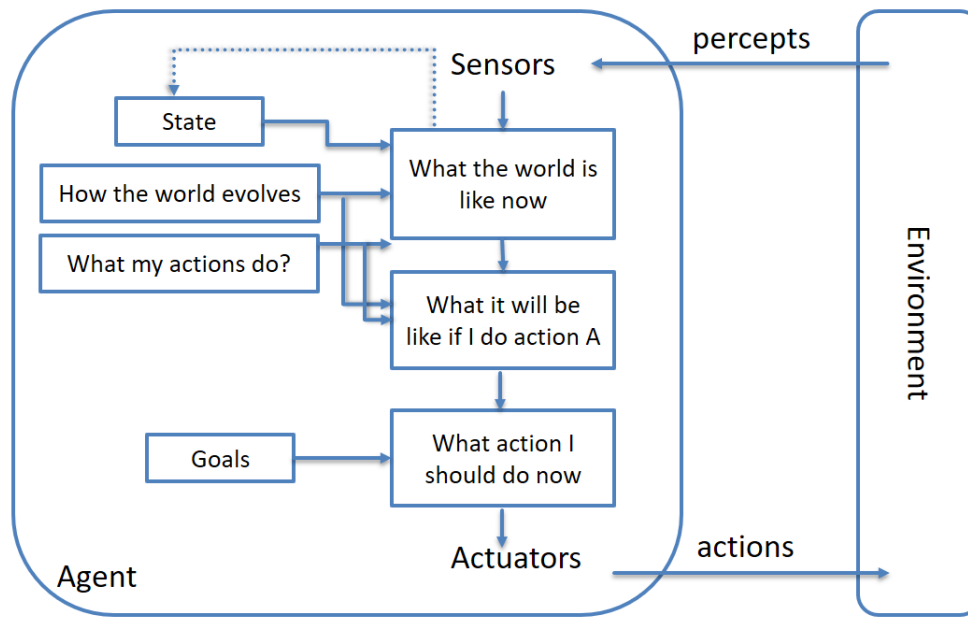 percepts
Sensors
State
What the world is
like now
How the world evolves
What my actions do?
What it will be
like if I do action A
Environment
Goals
What action I
should do now
Actuators
actions
Agent